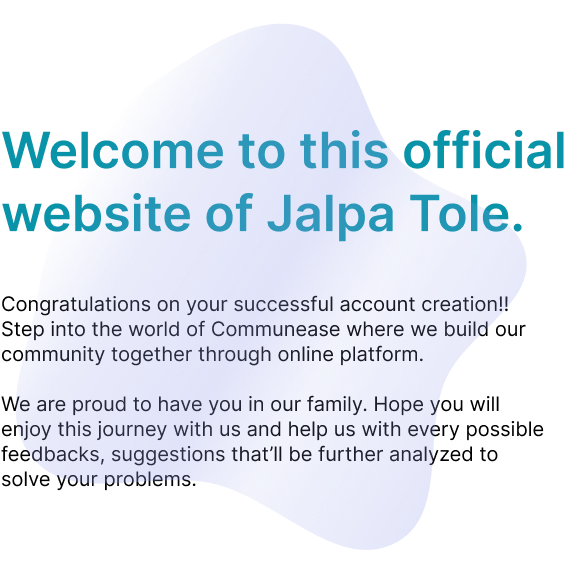 Welcome to this official
website of Jalpa Tole.
Congratulations on your successful account creation!!
Step into the world of Communease where we build our
community together through online platform.
We are proud to have you in our family. Hope you will
enjoy this journey with us and help us with every possible
feedbacks, suggestions that’ll be further analyzed to
solve your problems.